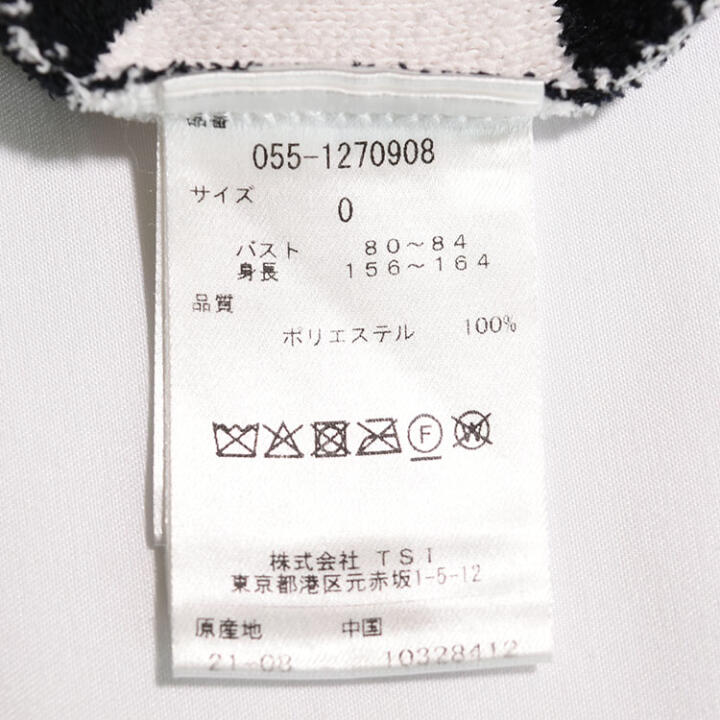 品番
055-1270908
サイズ
0
バスト 80～84
身長 156～164
品質
ポリエステル 100%
F
W
株式会社 TSI
東京都港区元赤坂1-5-12
原産地 中国
21-08 10328412